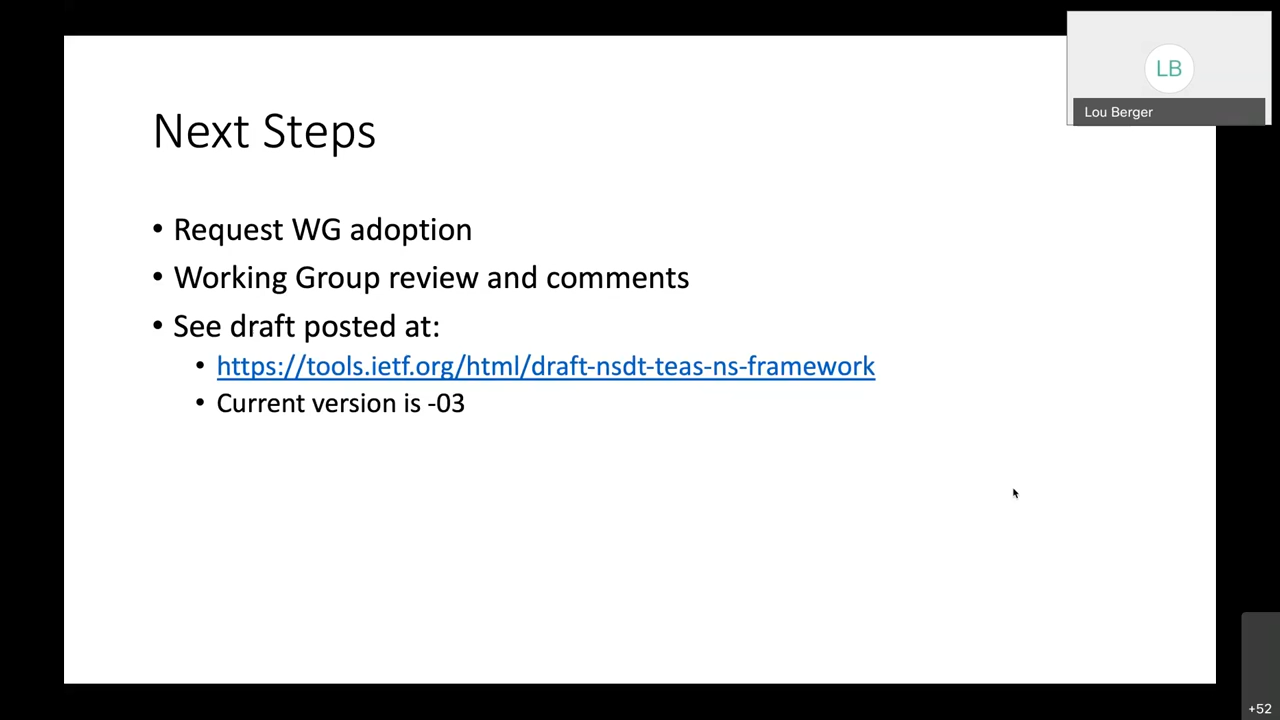 LB
Lou Berger
Next Steps
• Request WG adoption
• Working Group review and comments
• See draft posted at:
• https://tools.ietf.org/html/draft-nsdt-teas-ns-framework
• Current version is -03
+52